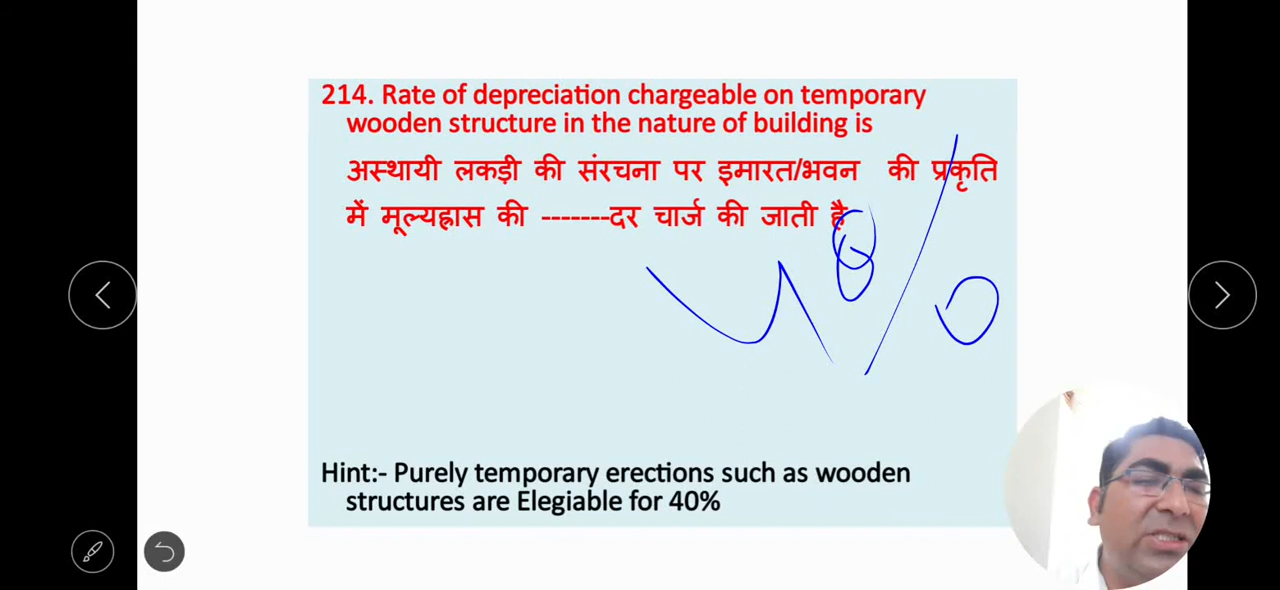 214. Rate of depreciation chargeable on temporary
wooden structure in the nature of building is
अस्थायी लकड़ी की संरचना पर इमारत/भवन की प्रकृति
में मूल्यह्रास की -------दर चार्ज की जाती है
40%
Hint:- Purely temporary erections such as wooden
structures are Elegiable for 40%